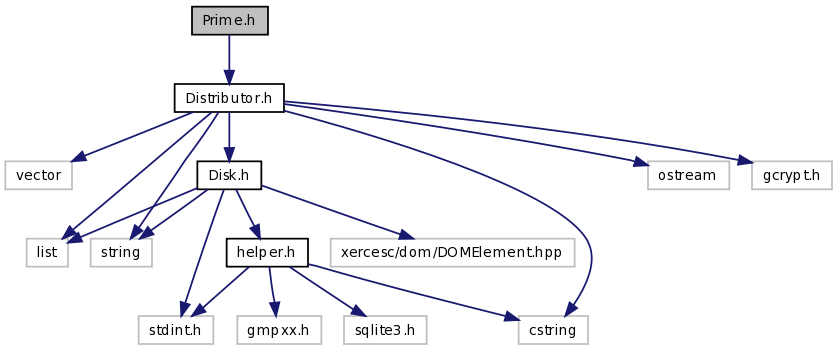 Prime.h
Distributor.h
vector
Disk.h
ostream
gcrypt.h
list
string
helper.h
xercesc/dom/DOMElement.hpp
stdint.h
gmpxx.h
sqlite3.h
cstring